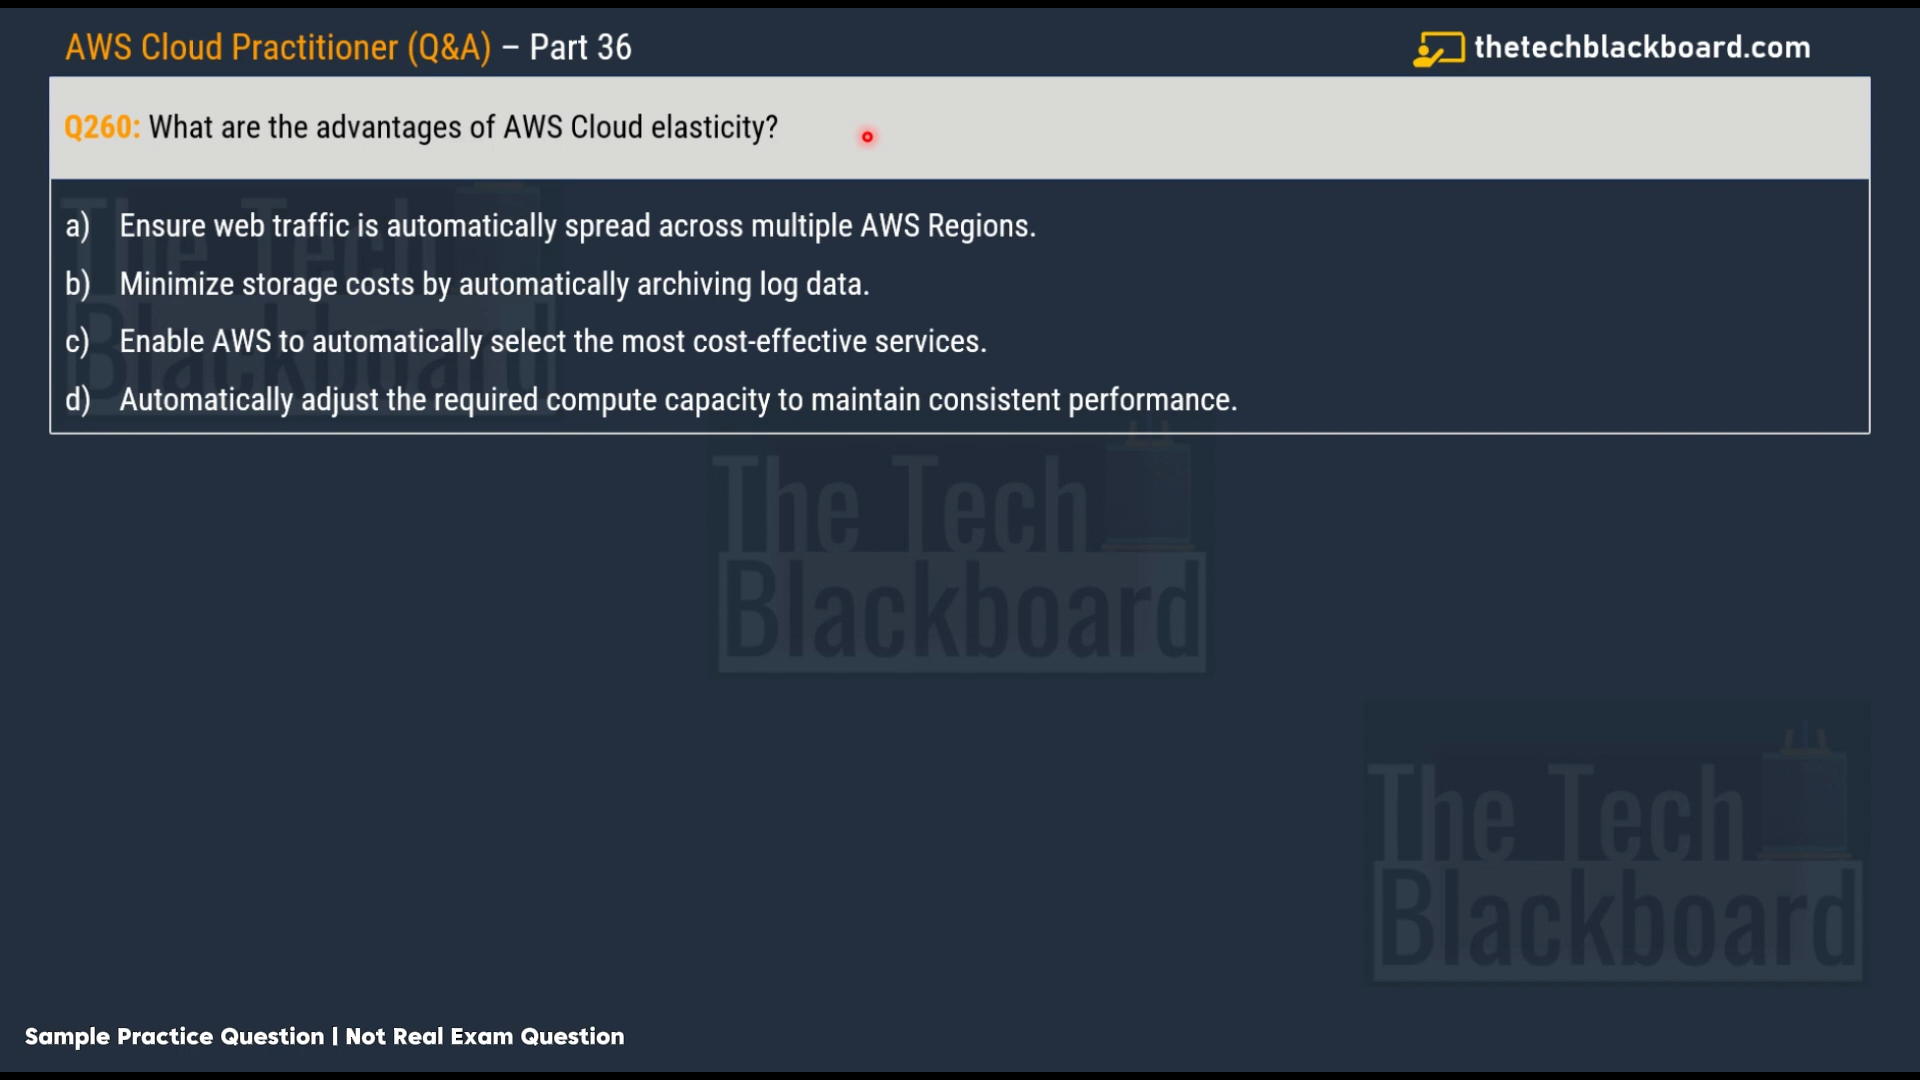 AWS Cloud Practitioner (Q&A) – Part 36
thetechblackboard.com
Q260: What are the advantages of AWS Cloud elasticity?
a) Ensure web traffic is automatically spread across multiple AWS Regions.
b) Minimize storage costs by automatically archiving log data.
c) Enable AWS to automatically select the most cost-effective services.
d) Automatically adjust the required compute capacity to maintain consistent performance.
The Tech
Blackboard
The Tech
Blackboard
The Tech
Blackboard
Sample Practice Question | Not Real Exam Question